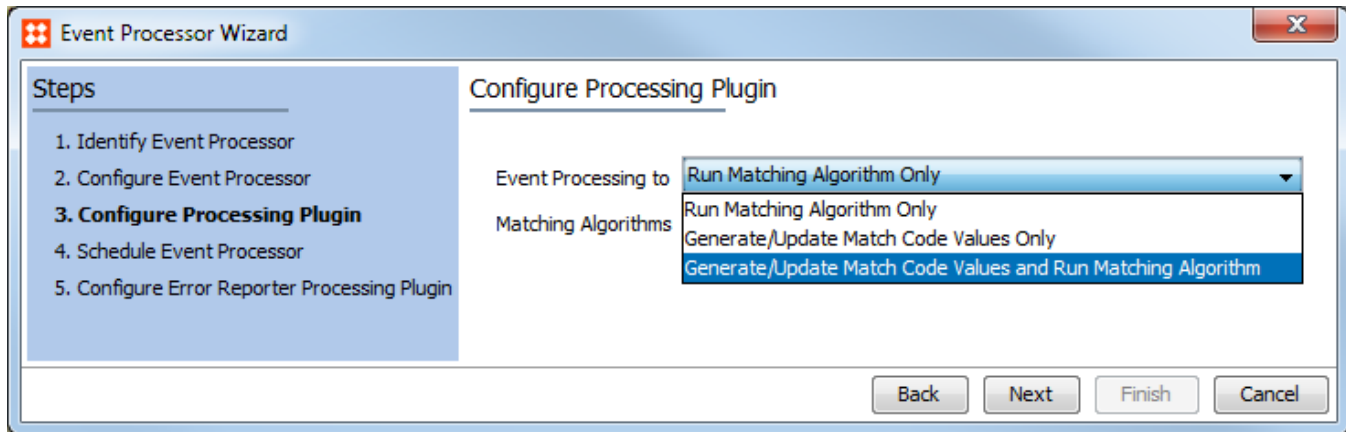 Event Processor Wizard
X
Steps
1. Identify Event Processor
2. Configure Event Processor
3. Configure Processing Plugin
4. Schedule Event Processor
5. Configure Error Reporter Processing Plugin
Configure Processing Plugin
Event Processing to Run Matching Algorithm Only
Matching Algorithms
Run Matching Algorithm Only
Generate/Update Match Code Values Only
Generate/Update Match Code Values and Run Matching Algorithm
Back Next Finish Cancel